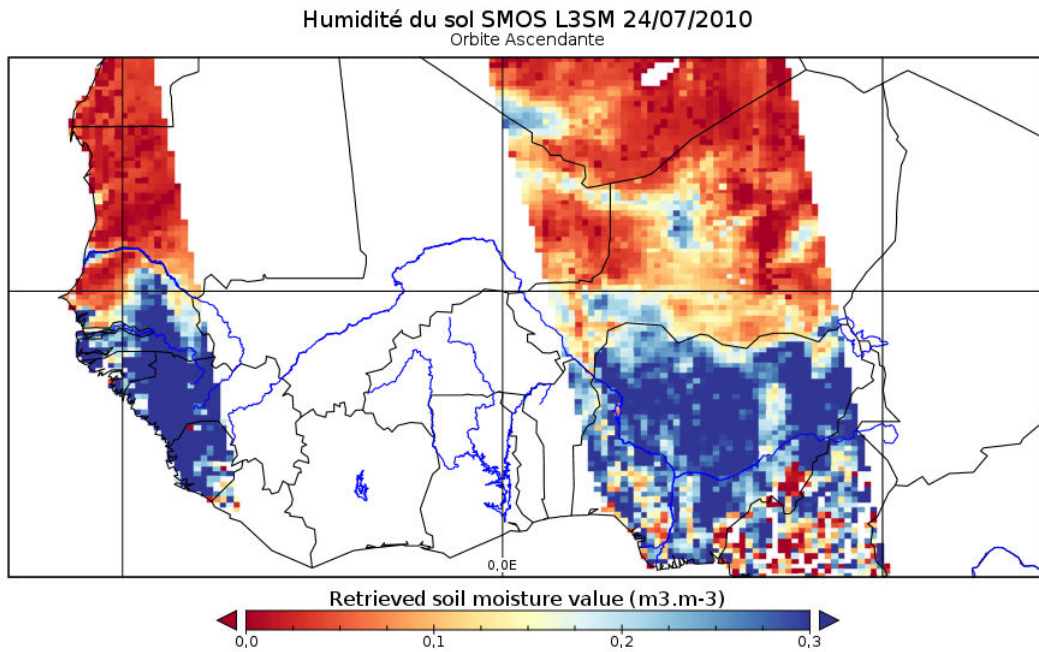 Humidité du sol SMOS L3SM 24/07/2010
Orbite Ascendante
0,0E
Retrieved soil moisture value (m3.m-3)
0,0 0,1 0,2 0,3